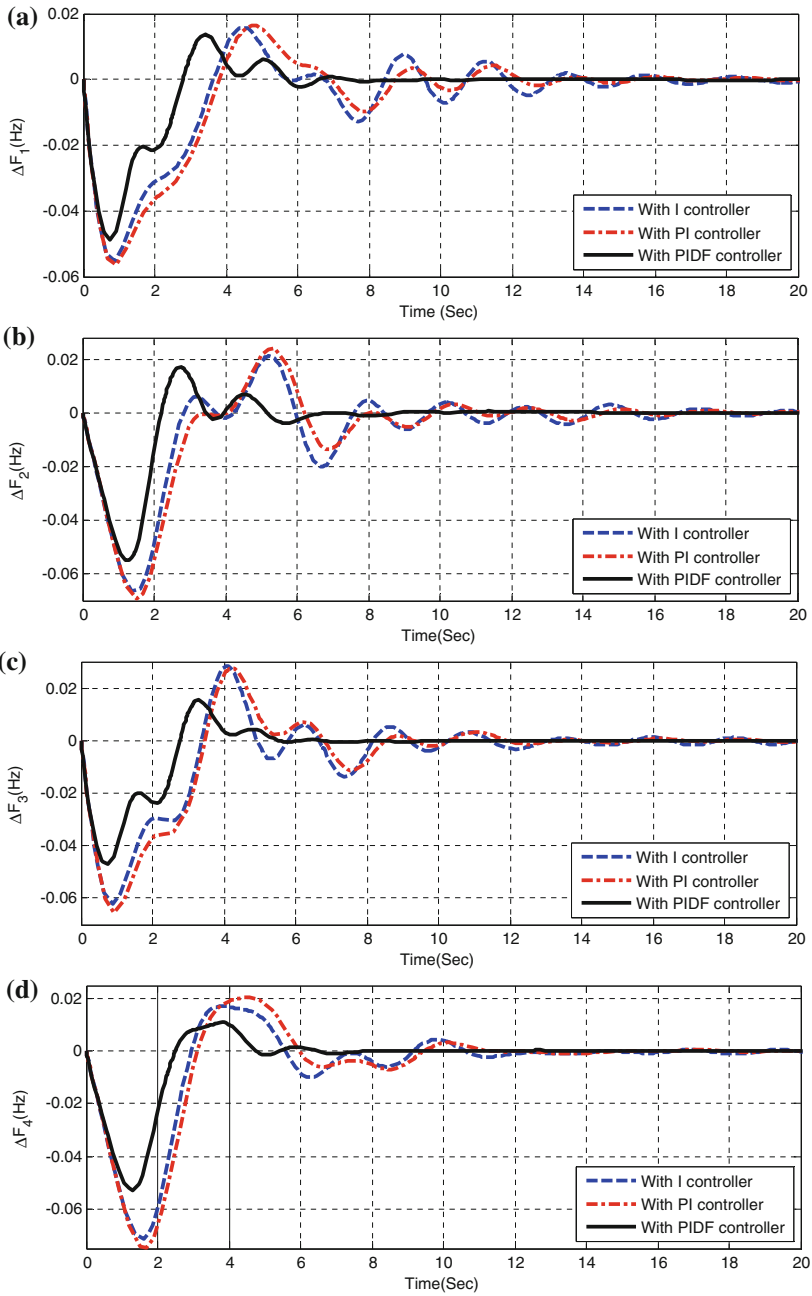 (a)
0.02
0
-0.02
-0.04
-0.06
ΔF1(Hz)
With I controller
With PI controller
With PIDF controller
0 2 4 6 8 10 12 14 16 18 20
Time (Sec)
(b)
0.02
0
-0.02
-0.04
-0.06
ΔF2(Hz)
With I controller
With PI controller
With PIDF controller
0 2 4 6 8 10 12 14 16 18 20
Time(Sec)
(c)
0.02
0
-0.02
-0.04
-0.06
ΔF3(Hz)
With I controller
With PI controller
With PIDF controller
0 2 4 6 8 10 12 14 16 18 20
Time(Sec)
(d)
0.02
0
-0.02
-0.04
-0.06
ΔF4(Hz)
With I controller
With PI controller
With PIDF controller
0 2 4 6 8 10 12 14 16 18 20
Time(Sec)